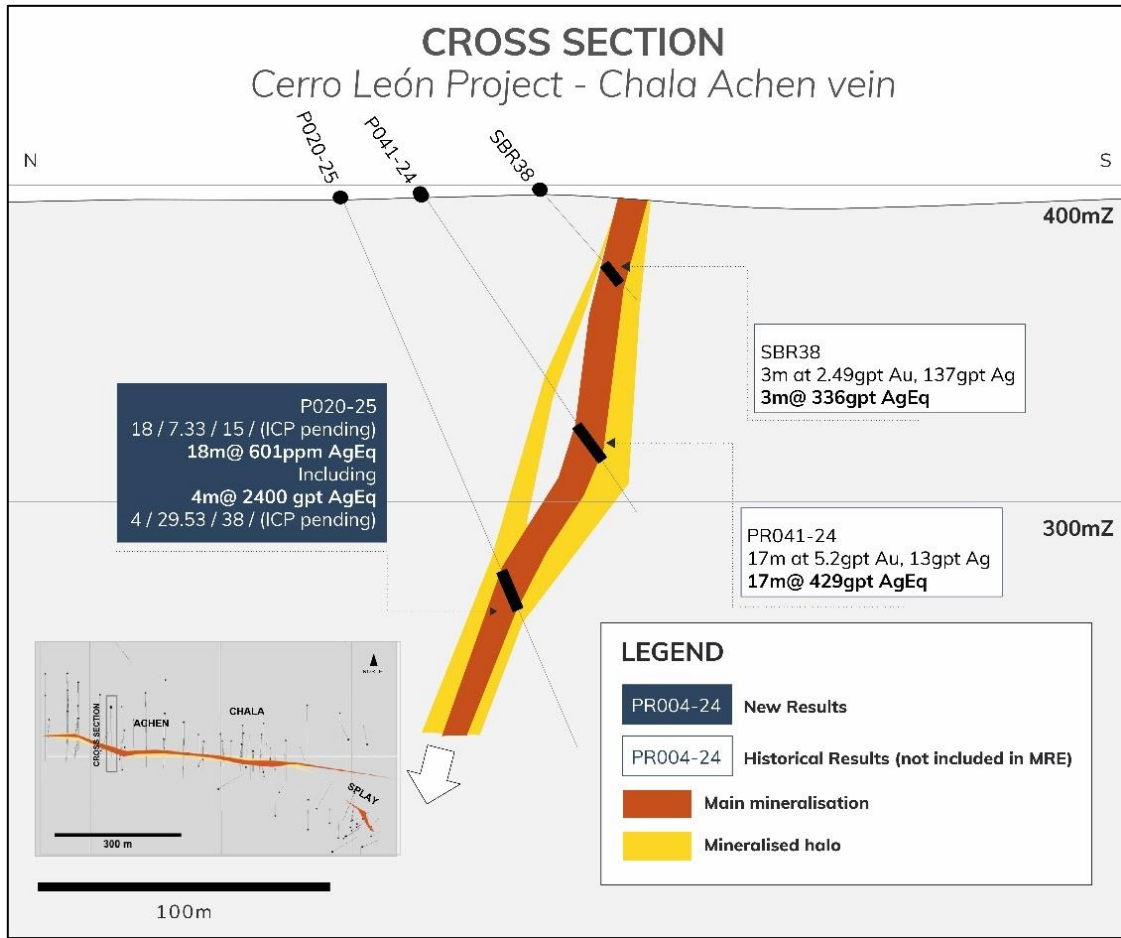 CROSS SECTION
Cerro León Project - Chala Achen vein
P020-25
P041-24
SBR38
N
S
400mZ
SBR38
3m at 2.49gpt Au, 137gpt Ag
3m@ 336gpt AgEq
P020-25
18 / 7.33 / 15 / (ICP pending)
18m@ 601ppm AgEq
Including
4m@ 2400 gpt AgEq
4 / 29.53 / 38 / (ICP pending)
300mZ
PR041-24
17m at 5.2gpt Au, 13gpt Ag
17m@ 429gpt AgEq
LEGEND
PR004-24 New Results
PR004-24 Historical Results (not included in MRE)
Main mineralisation
Mineralised halo
NORTH
CROSS SECTION
AGHEN
CHALA
SPLAY
300 m
100m